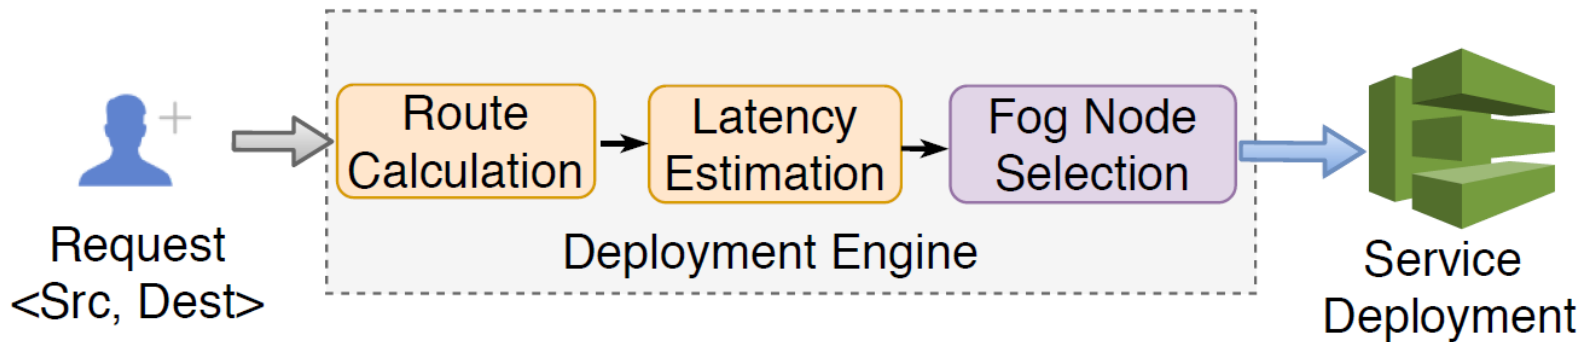 Request
<Src, Dest>
Route
Calculation
Latency
Estimation
Fog Node
Selection
Deployment Engine
Service
Deployment